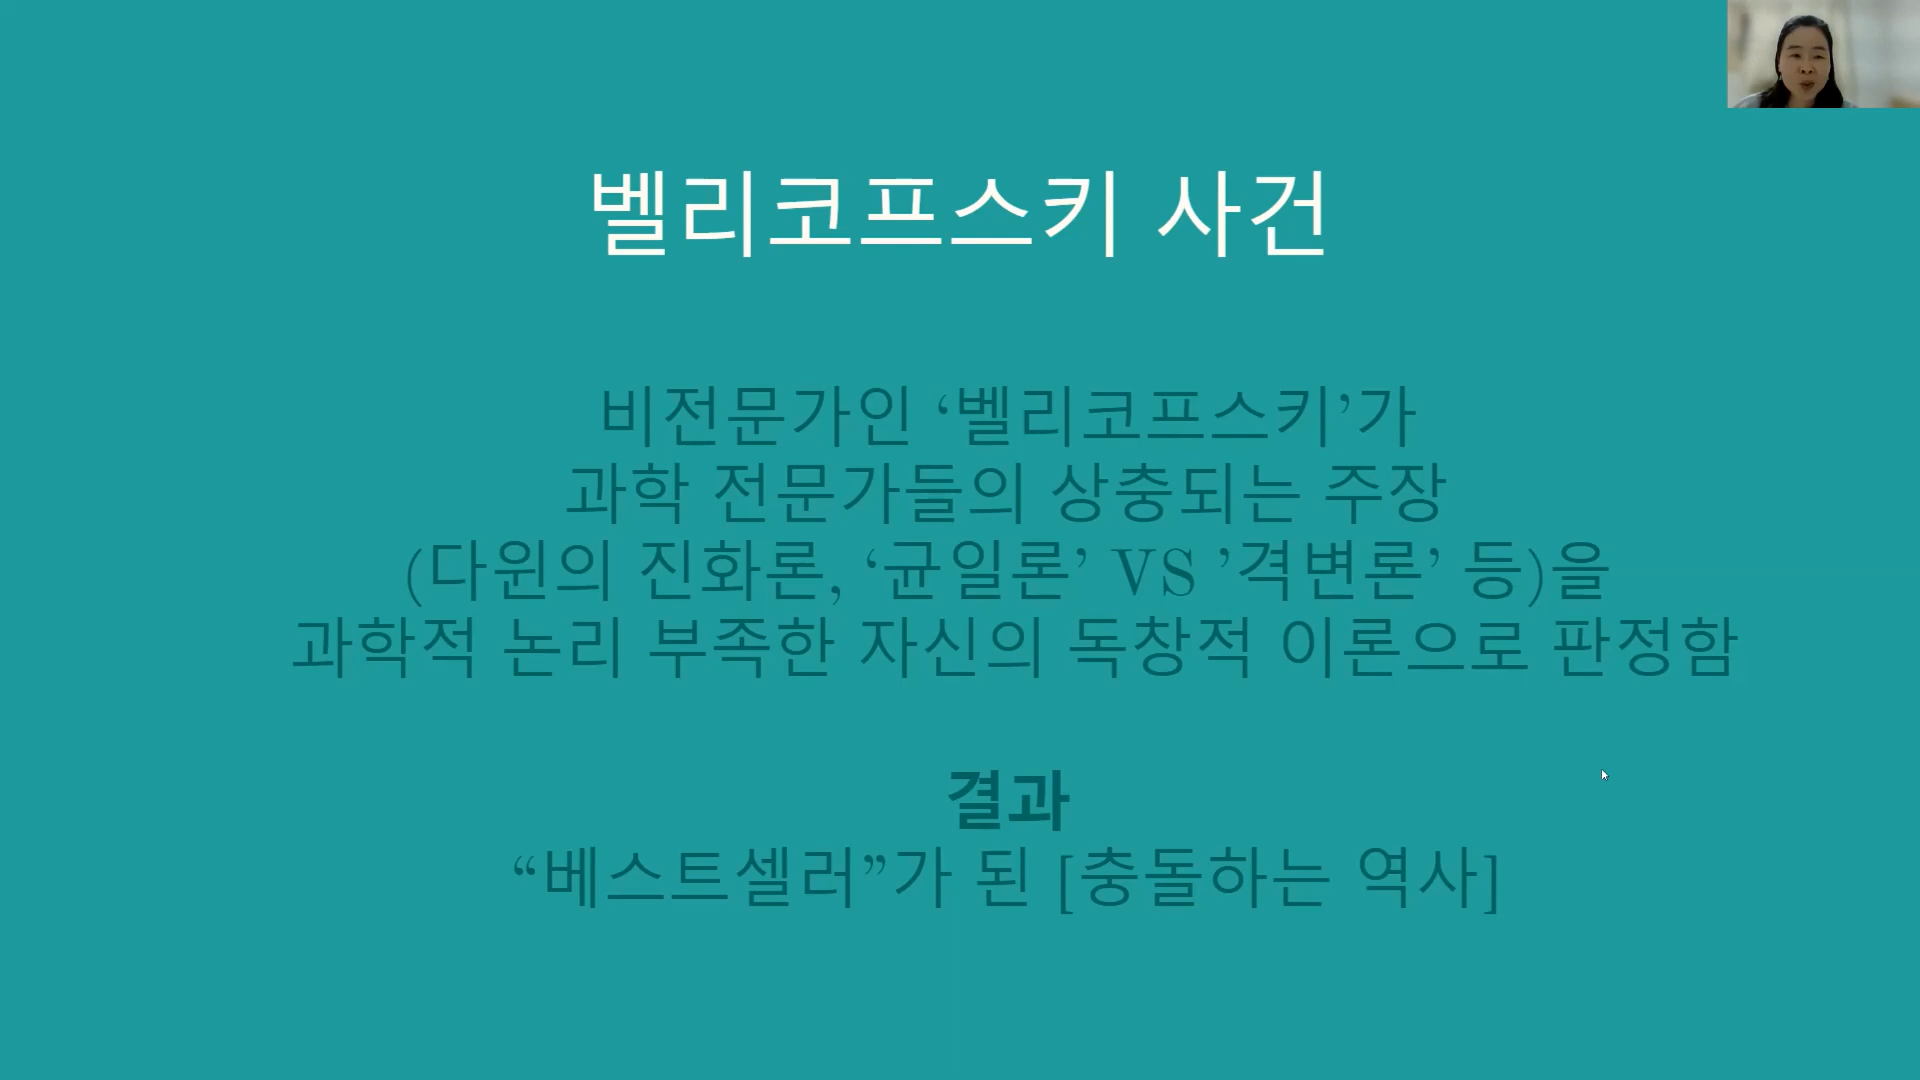 벨리코프스키 사건
비전문가인 ‘벨리코프스키’가
과학 전문가들의 상충되는 주장
(다윈의 진화론, ‘균일론’ VS ’격변론’ 등)을
과학적 논리 부족한 자신의 독창적 이론으로 판정함
결과
“베스트셀러”가 된 [충돌하는 역사]